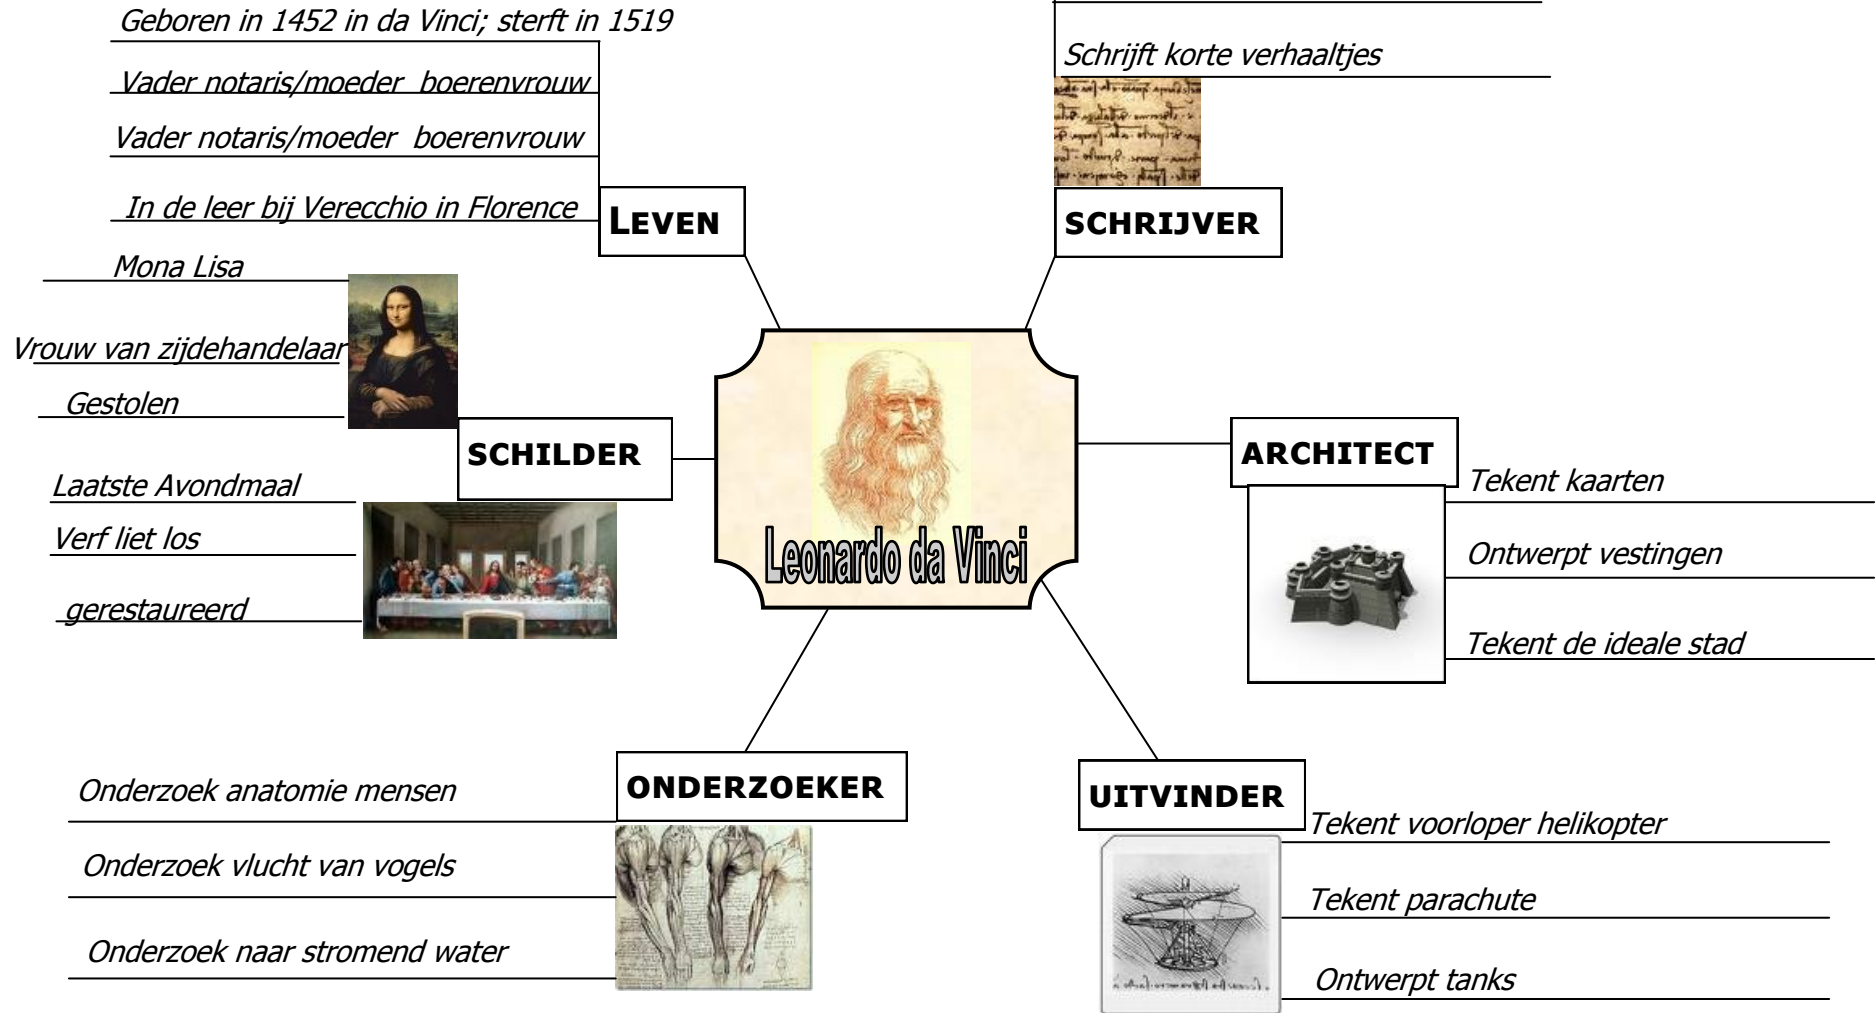 Geboren in 1452 in da Vinci; sterft in 1519
Vader notaris/moeder boerenvrouw
Vader notaris/moeder boerenvrouw
In de leer bij Verecchio in Florence
LEVEN
Mona Lisa
Vrouw van zijdehandelaar
Gestolen
SCHILDER
Laatste Avondmaal
Verf liet los
gerestaureerd
Schrijft korte verhaaltjes
SCHRIJVER
Leonardo da Vinci
ARCHITECT
Tekent kaarten
Ontwerpt vestingen
Tekent de ideale stad
ONDERZOEKER
Onderzoek anatomie mensen
Onderzoek vlucht van vogels
Onderzoek naar stromend water
UITVINDER
Tekent voorloper helikopter
Tekent parachute
Ontwerpt tanks